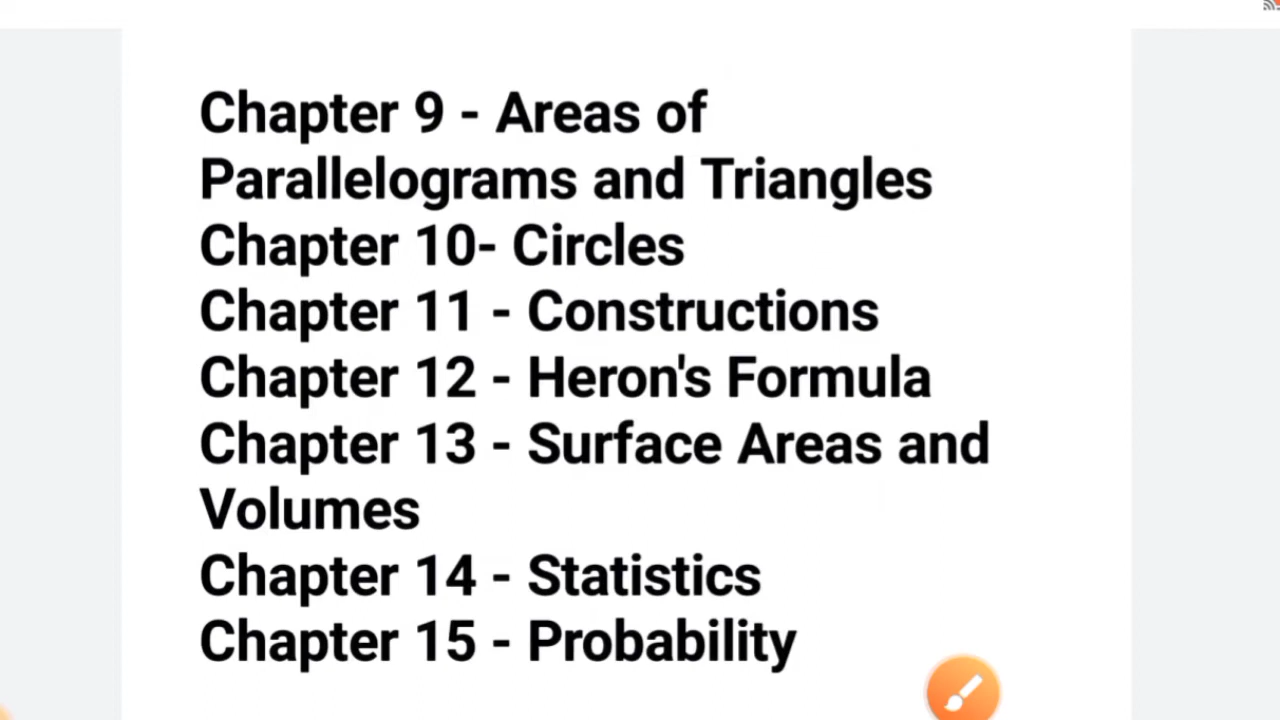 Chapter 9 - Areas of
Parallelograms and Triangles
Chapter 10- Circles
Chapter 11 - Constructions
Chapter 12 - Heron's Formula
Chapter 13 - Surface Areas and
Volumes
Chapter 14 - Statistics
Chapter 15 - Probability